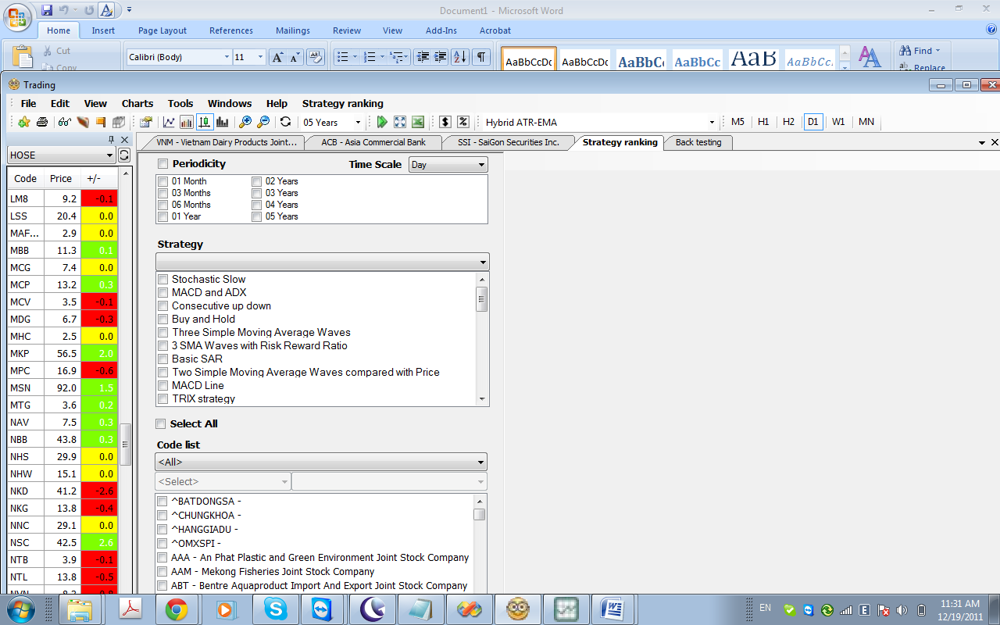 Document1 - Microsoft Word
Home Insert Page Layout References Mailings Review View Add-Ins Acrobat
Cut
Copy
Calibri (Body) 11
AaBbCcDc AaBbCcDc AaBbC AaBbCc AaB AaBbCc.
Find
Replace
Trading
File Edit View Charts Tools Windows Help Strategy ranking
05 Years
Hybrid ATR-EMA
M5 H1 H2 D1 W1 MN
HOSE
VNM - Vietnam Dairy Products Joint... ACB - Asia Commercial Bank SSI - SaiGon Securities Inc. Strategy ranking Back testing
Code Price +/-
LM8 9.2 -0.1
LSS 20.4 0.0
MAF... 2.9 0.0
MBB 11.3 0.1
MCG 7.4 0.0
MCP 13.2 0.3
MCV 3.5 -0.1
MDG 6.7 -0.3
MHC 2.5 0.0
MKP 56.5 2.0
MPC 16.9 -0.6
MSN 92.0 1.5
MTG 3.6 0.2
NAV 7.5 0.3
NBB 43.8 0.3
NHS 29.9 0.0
NHW 15.1 0.0
NKD 41.2 -2.6
NKG 13.8 -0.4
NNC 29.1 0.0
NSC 42.5 2.6
NTB 3.9 -0.1
NTL 13.8 -0.5
Periodicity Time Scale Day
01 Month 02 Years
03 Months 03 Years
06 Months 04 Years
01 Year 05 Years
Strategy
Stochastic Slow
MACD and ADX
Consecutive up down
Buy and Hold
Three Simple Moving Average Waves
3 SMA Waves with Risk Reward Ratio
Basic SAR
Two Simple Moving Average Waves compared with Price
MACD Line
TRIX strategy
Select All
Code list
<All>
<Select>
^BATDONGSA -
^CHUNGKHOA -
^HANGGIADU -
^OMXSPI -
AAA - An Phat Plastic and Green Environment Joint Stock Company
AAM - Mekong Fisheries Joint Stock Company
ABT - Bentre Aquaproduct Import And Export Joint Stock Company
EN
11:31 AM
12/19/2011